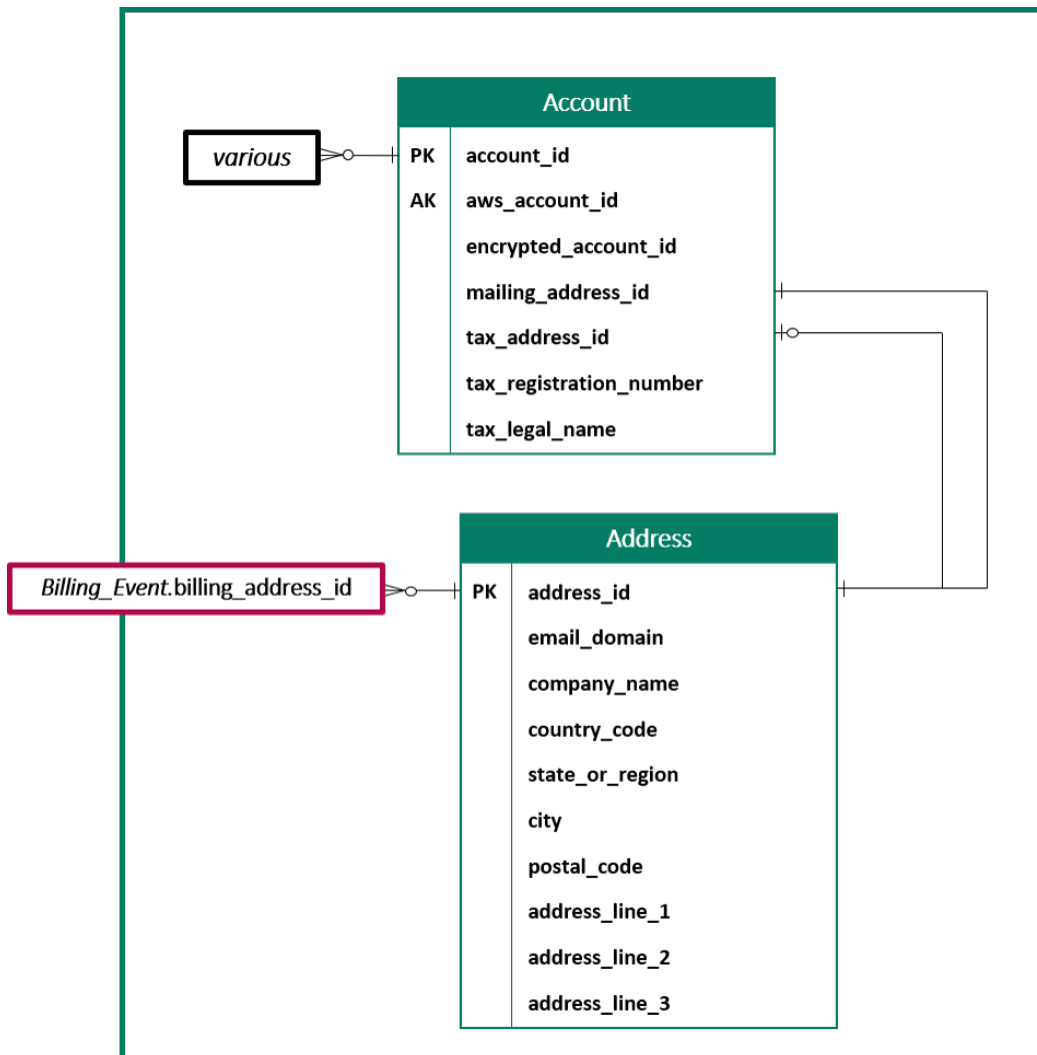 Account
various
PK account_id
AK aws_account_id
encrypted_account_id
mailing_address_id
tax_address_id
tax_registration_number
tax_legal_name
Address
Billing_Event.billing_address_id
PK address_id
email_domain
company_name
country_code
state_or_region
city
postal_code
address_line_1
address_line_2
address_line_3